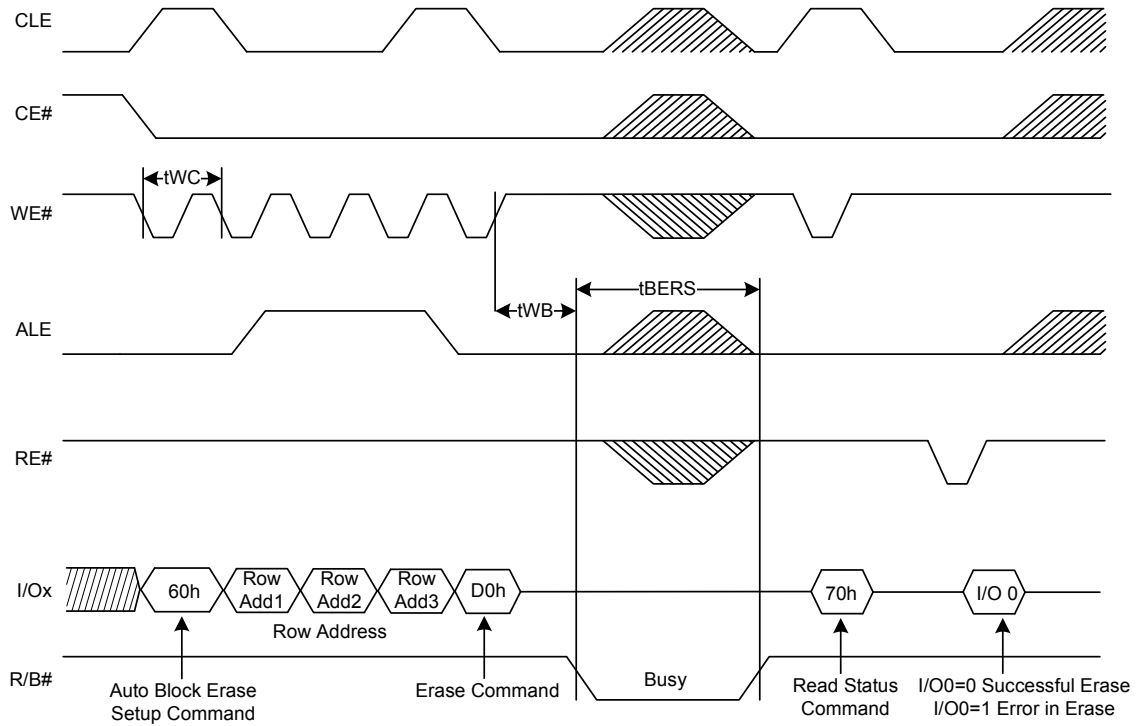 CLE
CE#
tWC
WE#
tBERS
tWB
ALE
RE#
I/Ox
60h
Row
Add1
Row
Add2
Row
Add3
D0h
70h
I/O 0
Row Address
R/B#
Busy
Auto Block Erase
Setup Command
Erase Command
Read Status
Command
I/O0=0 Successful Erase
I/O0=1 Error in Erase